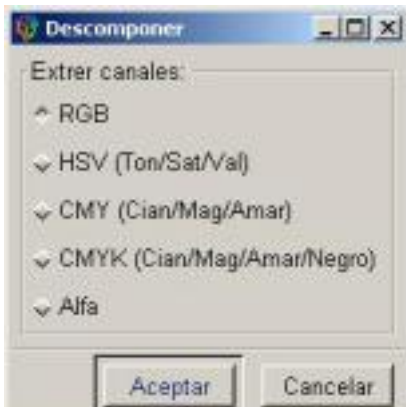 Descomponer
Extrer canales:
RGB
HSV (Ton/Sat/Val)
CMY (Cian/Mag/Amar)
CMYK (Cian/Mag/Amar/Negro)
Alfa
Aceptar
Cancelar